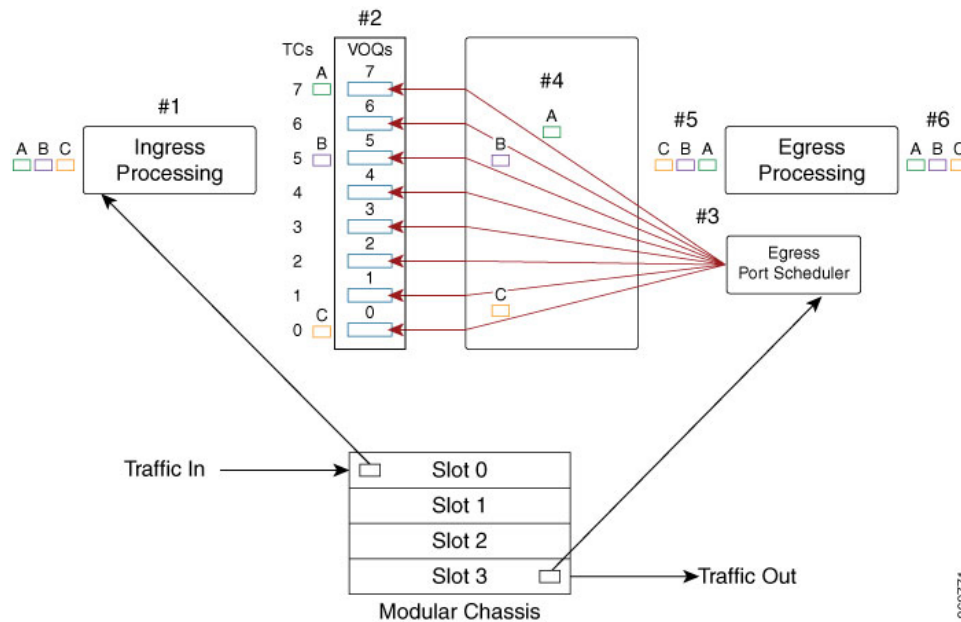 #2
TCs VOQs
#1
#4
#5
#6
A B C
Ingress
Processing
7 A 7
6 6
5 B 5
4 4
3 3
2 2
1 1
0 C 0
A
B
C
C B A
Egress
Processing
A B C
#3
Egress
Port Scheduler
Traffic In
Slot 0
Slot 1
Slot 2
Slot 3
Traffic Out
Modular Chassis